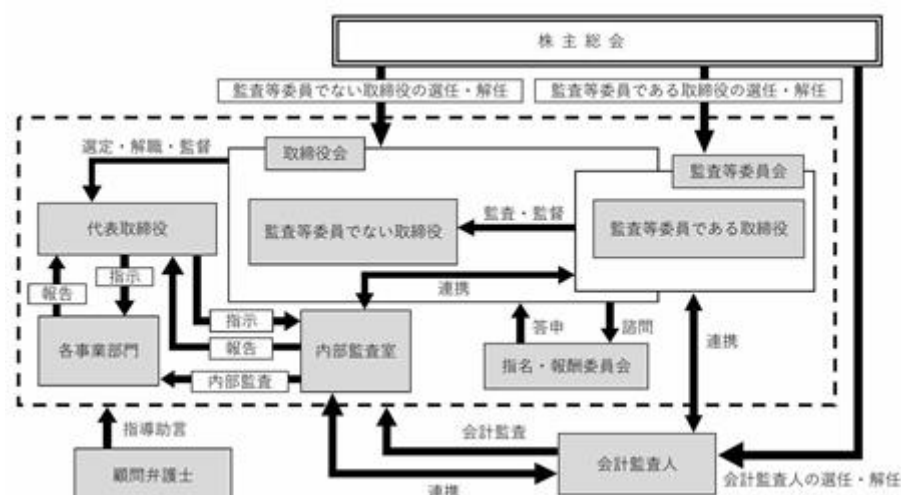 株主総会
監査等委員でない取締役の選任・解任
監査等委員である取締役の選任・解任
選定・解職・監督
取締役会
監査等委員会
代表取締役
監査等委員でない取締役
監査・監督
監査等委員である取締役
指示
報告
連携
指示
答申
諮問
連携
各事業部門
報告
内部監査室
指名・報酬委員会
内部監査
指導助言
会計監査
顧問弁護士
会計監査人
会計監査人の選任・解任
連携